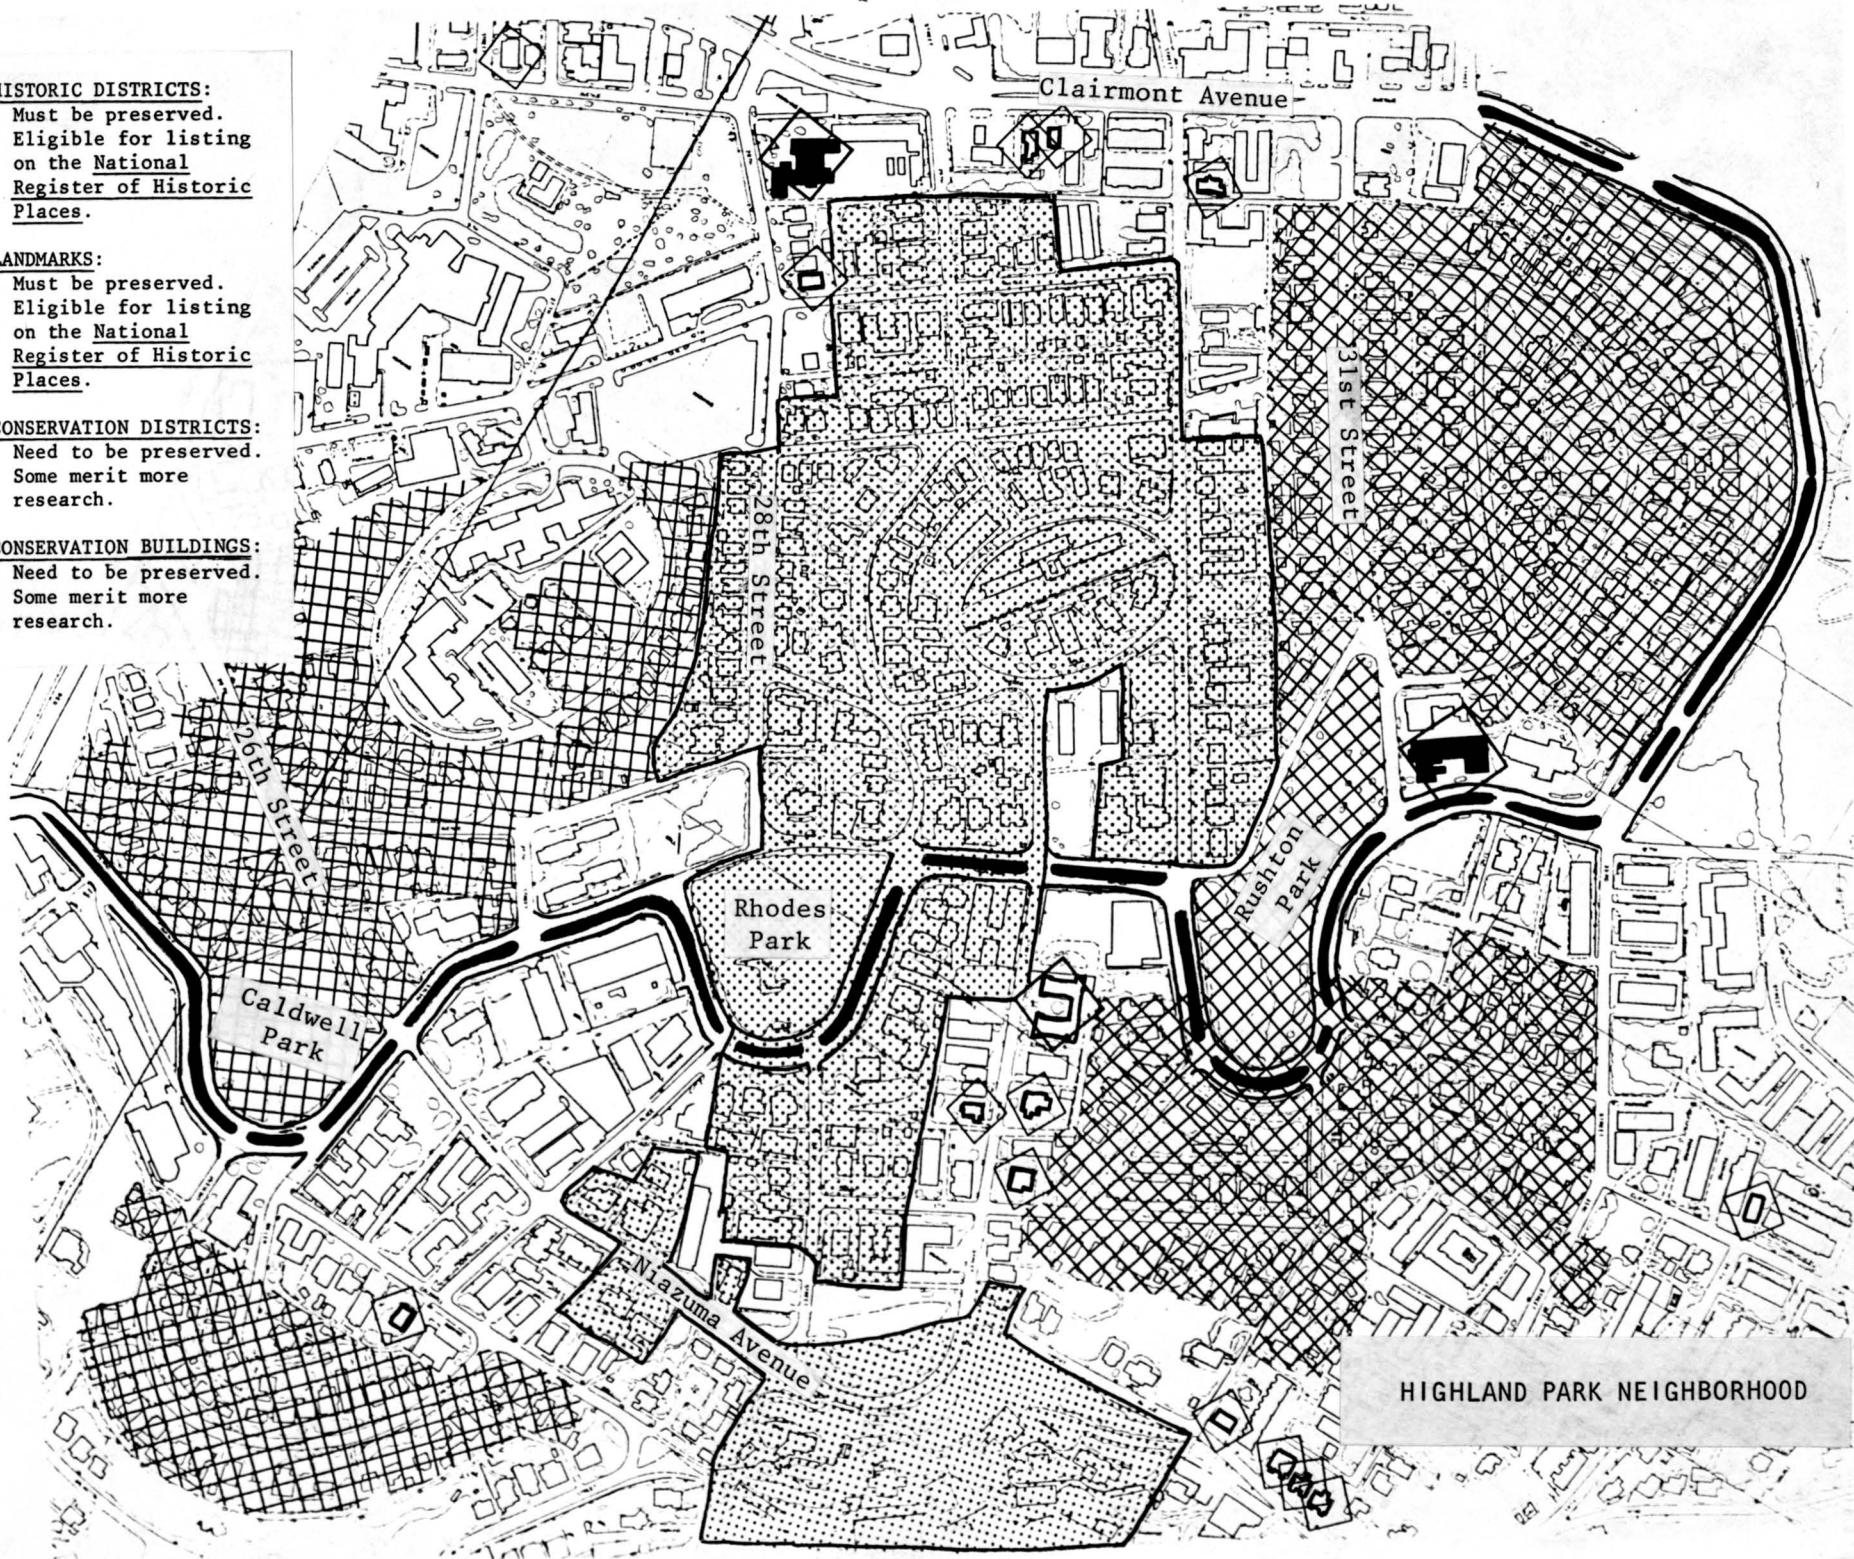 HISTORIC DISTRICTS:
Must be preserved.
Eligible for listing
on the National
Register of Historic
Places.
LANDMARKS:
Must be preserved.
Eligible for listing
on the National
Register of Historic
Places.
CONSERVATION DISTRICTS:
Need to be preserved.
Some merit more
research.
CONSERVATION BUILDINGS:
Need to be preserved.
Some merit more
research.
Clairmont Avenue
31st Street
28th Street
26th Street
Rushton
Park
Rhodes
Park
Caldwell
Park
Niazuma Avenue
HIGHLAND PARK NEIGHBORHOOD